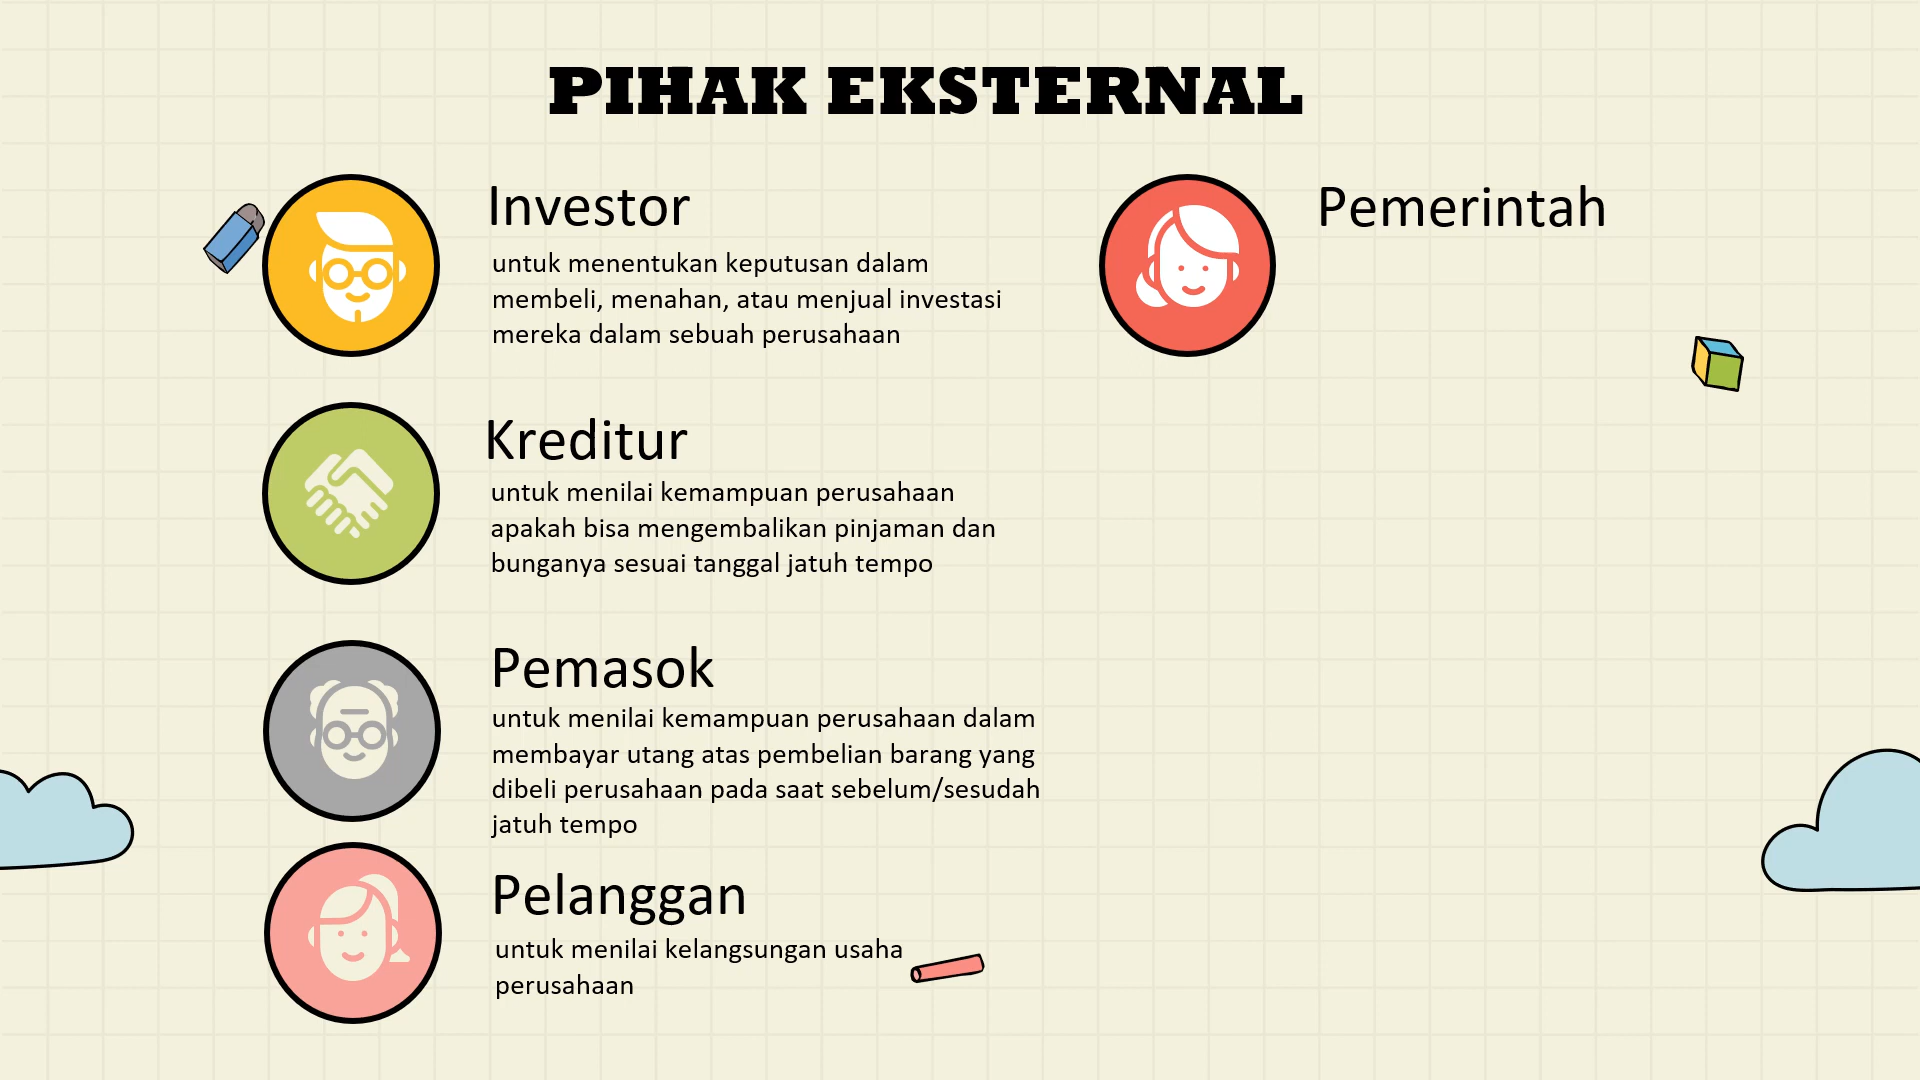 PIHAK EKSTERNAL
Investor
untuk menentukan keputusan dalam
membeli, menahan, atau menjual investasi
mereka dalam sebuah perusahaan
Kreditur
untuk menilai kemampuan perusahaan
apakah bisa mengembalikan pinjaman dan
bunganya sesuai tanggal jatuh tempo
Pemasok
untuk menilai kemampuan perusahaan dalam
membayar utang atas pembelian barang yang
dibeli perusahaan pada saat sebelum/sesudah
jatuh tempo
Pelanggan
untuk menilai kelangsungan usaha
perusahaan
Pemerintah